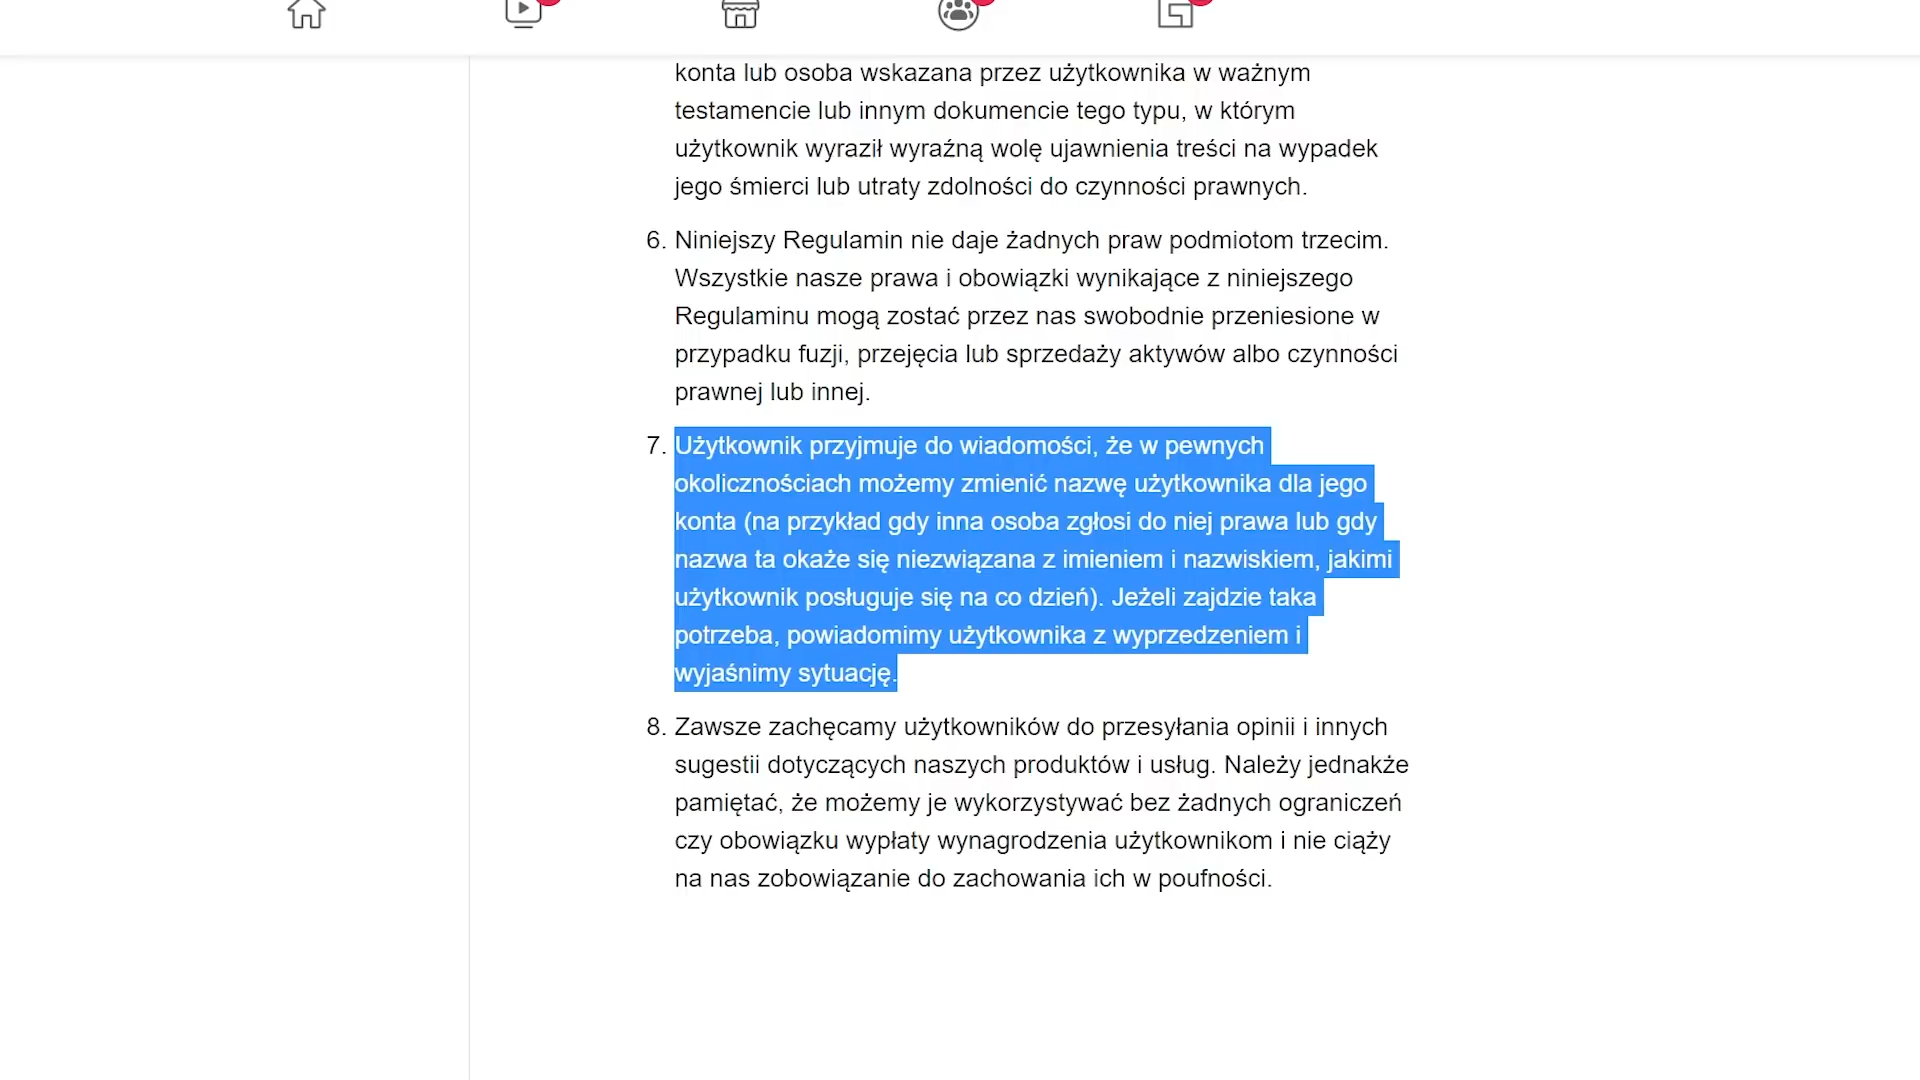 konta lub osoba wskazana przez użytkownika w ważnym
testamencie lub innym dokumencie tego typu, w którym
użytkownik wyraził wyraźną wolę ujawnienia treści na wypadek
jego śmierci lub utraty zdolności do czynności prawnych.
6. Niniejszy Regulamin nie daje żadnych praw podmiotom trzecim.
Wszystkie nasze prawa i obowiązki wynikające z niniejszego
Regulaminu mogą zostać przez nas swobodnie przeniesione w
przypadku fuzji, przejęcia lub sprzedaży aktywów albo czynności
prawnej lub innej.
7. Użytkownik przyjmuje do wiadomości, że w pewnych
okolicznościach możemy zmienić nazwę użytkownika dla jego
konta (na przykład gdy inna osoba zgłosi do niej prawa lub gdy
nazwa ta okaże się niezwiązana z imieniem i nazwiskiem, jakimi
użytkownik posługuje się na co dzień). Jeżeli zajdzie taka
potrzeba, powiadomimy użytkownika z wyprzedzeniem i
wyjaśnimy sytuację.
8. Zawsze zachęcamy użytkowników do przesyłania opinii i innych
sugestii dotyczących naszych produktów i usług. Należy jednakże
pamiętać, że możemy je wykorzystywać bez żadnych ograniczeń
czy obowiązku wypłaty wynagrodzenia użytkownikom i nie ciąży
na nas zobowiązanie do zachowania ich w poufności.